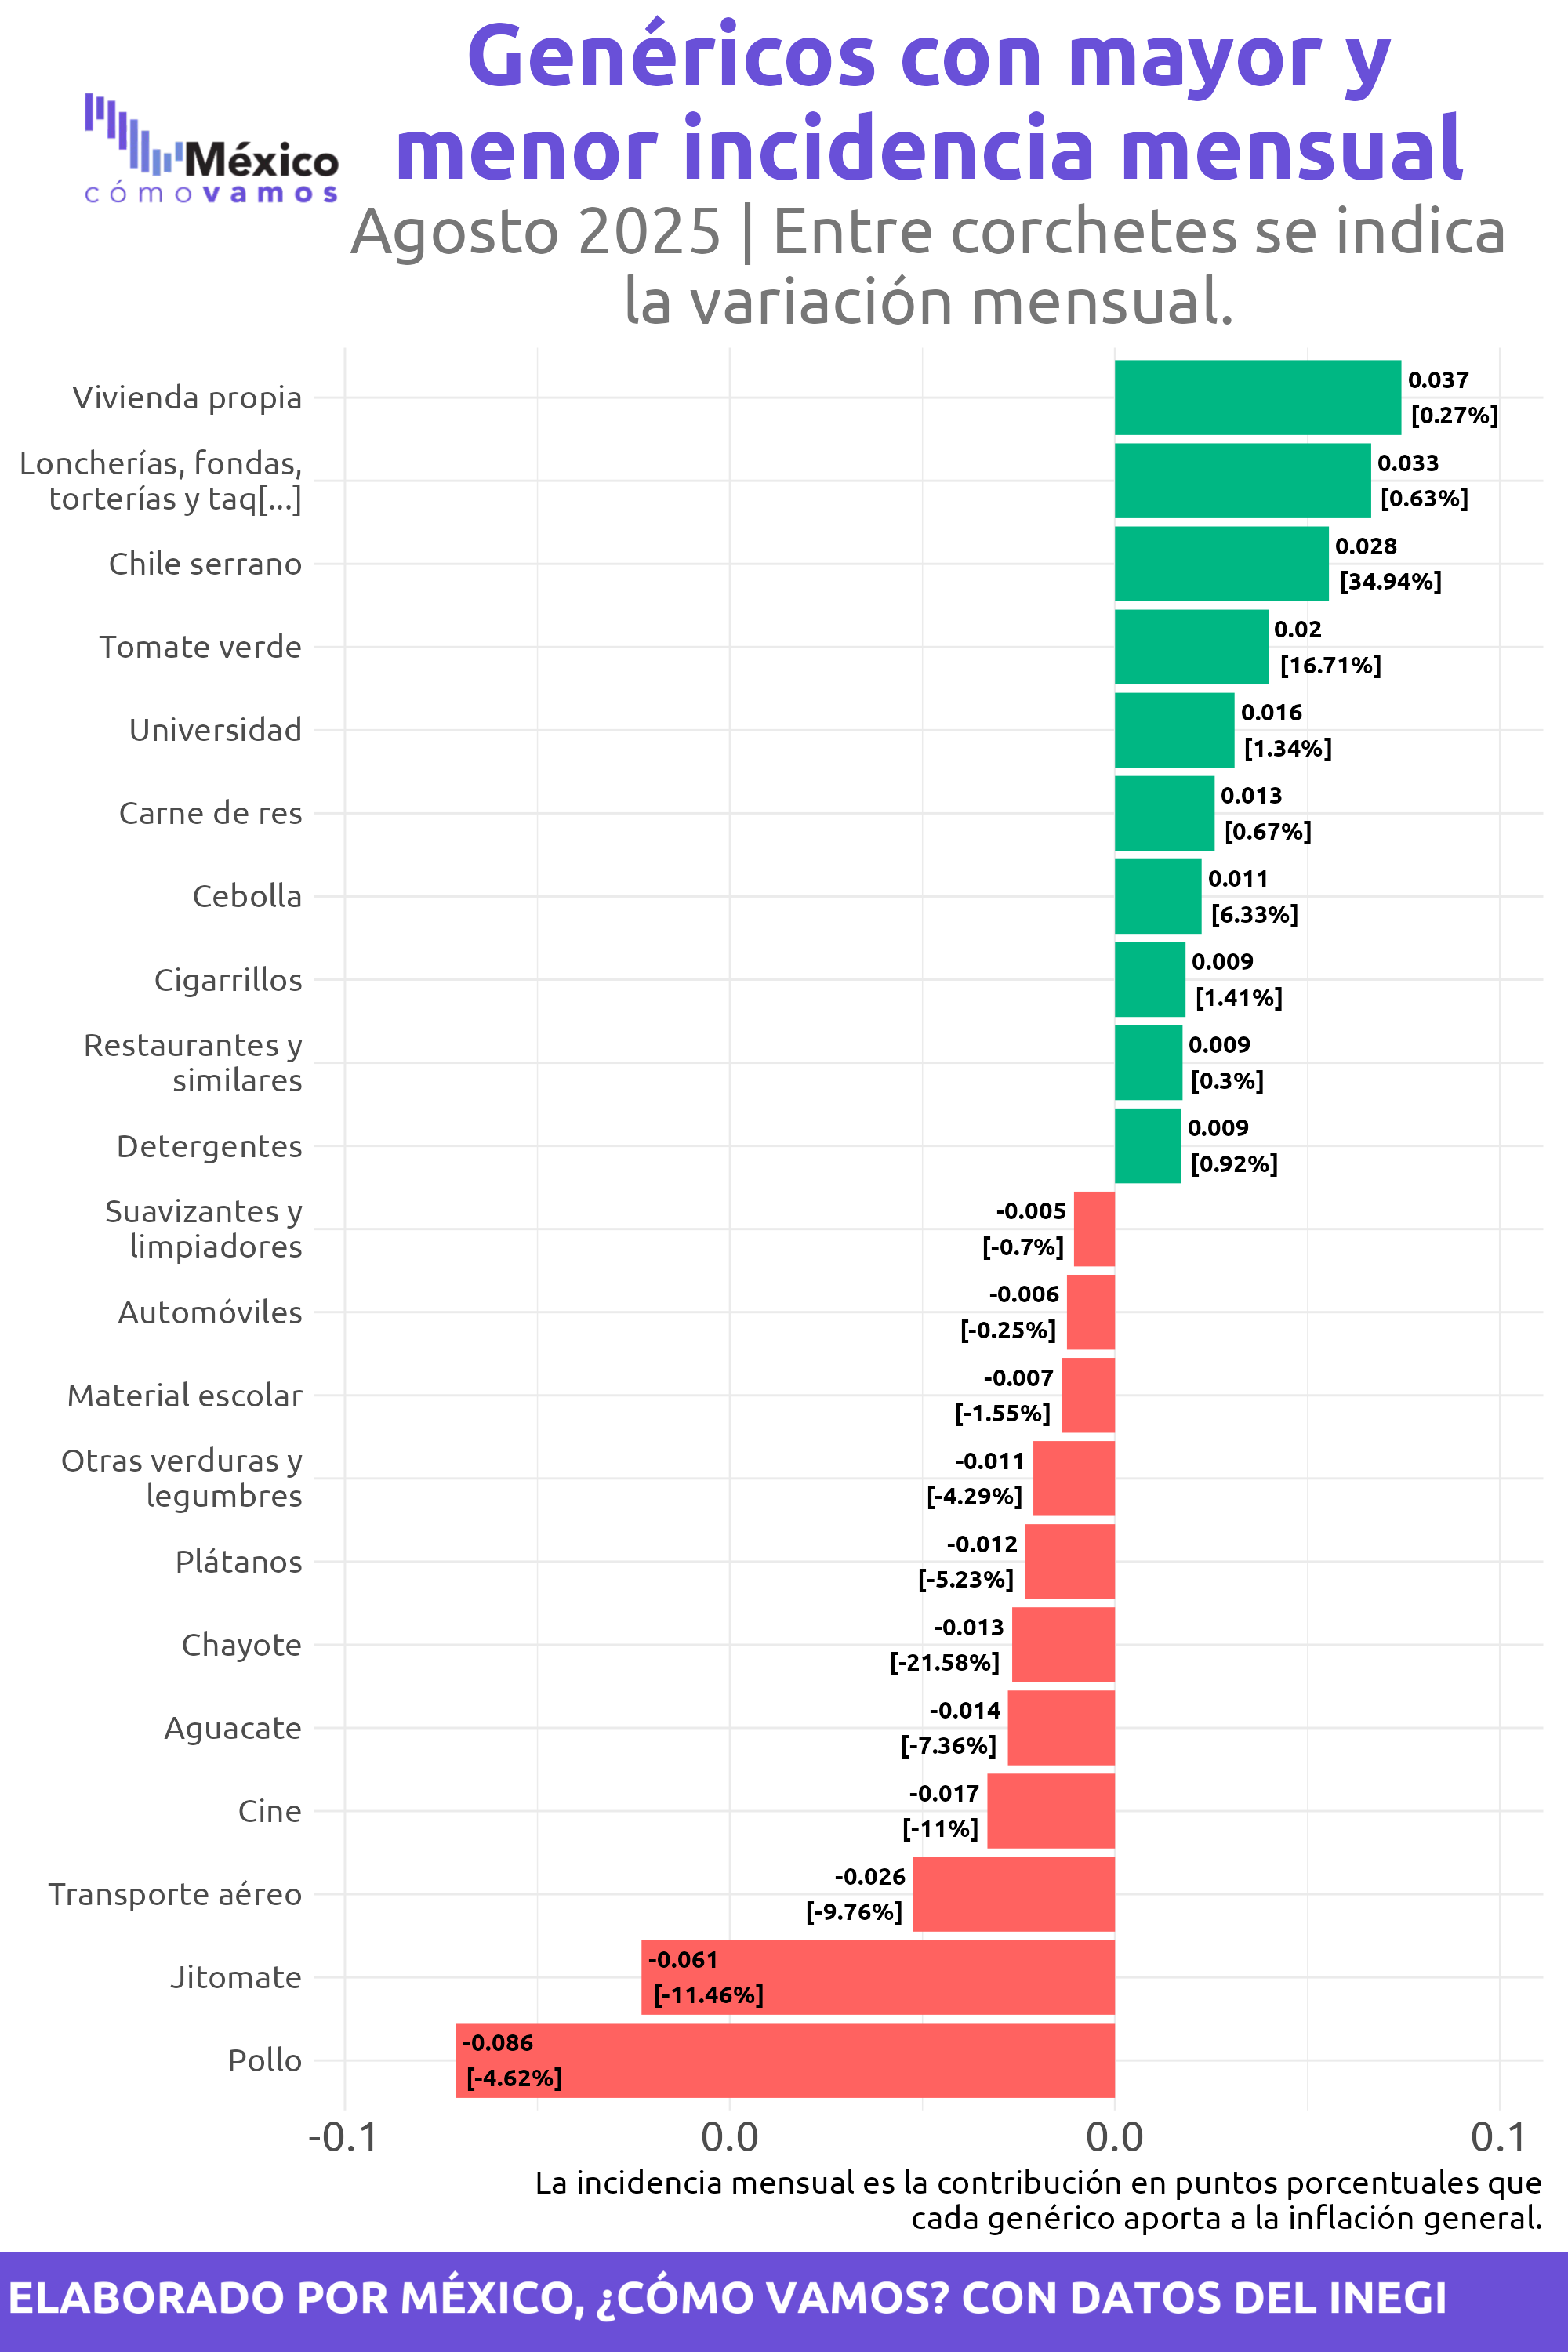 Genéricos con mayor y
menor incidencia mensual
México
cómovamos
Agosto 2025 | Entre corchetes se indica
la variación mensual.
Vivienda propia
0.037
[0.27%]
Loncherías, fondas,
torterías y taq[...]
0.033
[0.63%]
Chile serrano
0.028
[34.94%]
Tomate verde
0.02
[16.71%]
Universidad
0.016
[1.34%]
Carne de res
0.013
[0.67%]
Cebolla
0.011
[6.33%]
Cigarrillos
0.009
[1.41%]
Restaurantes y
similares
0.009
[0.3%]
Detergentes
0.009
[0.92%]
Suavizantes y
limpiadores
-0.005
[-0.7%]
Automóviles
-0.006
[-0.25%]
Material escolar
-0.007
[-1.55%]
Otras verduras y
legumbres
-0.011
[-4.29%]
Plátanos
-0.012
[-5.23%]
Chayote
-0.013
[-21.58%]
Aguacate
-0.014
[-7.36%]
Cine
-0.017
[-11%]
Transporte aéreo
-0.026
[-9.76%]
Jitomate
-0.061
[-11.46%]
Pollo
-0.086
[-4.62%]
-0.1 0.0 0.0 0.1
La incidencia mensual es la contribución en puntos porcentuales que
cada genérico aporta a la inflación general.
ELABORADO POR MÉXICO, ¿CÓMO VAMOS? CON DATOS DEL INEGI